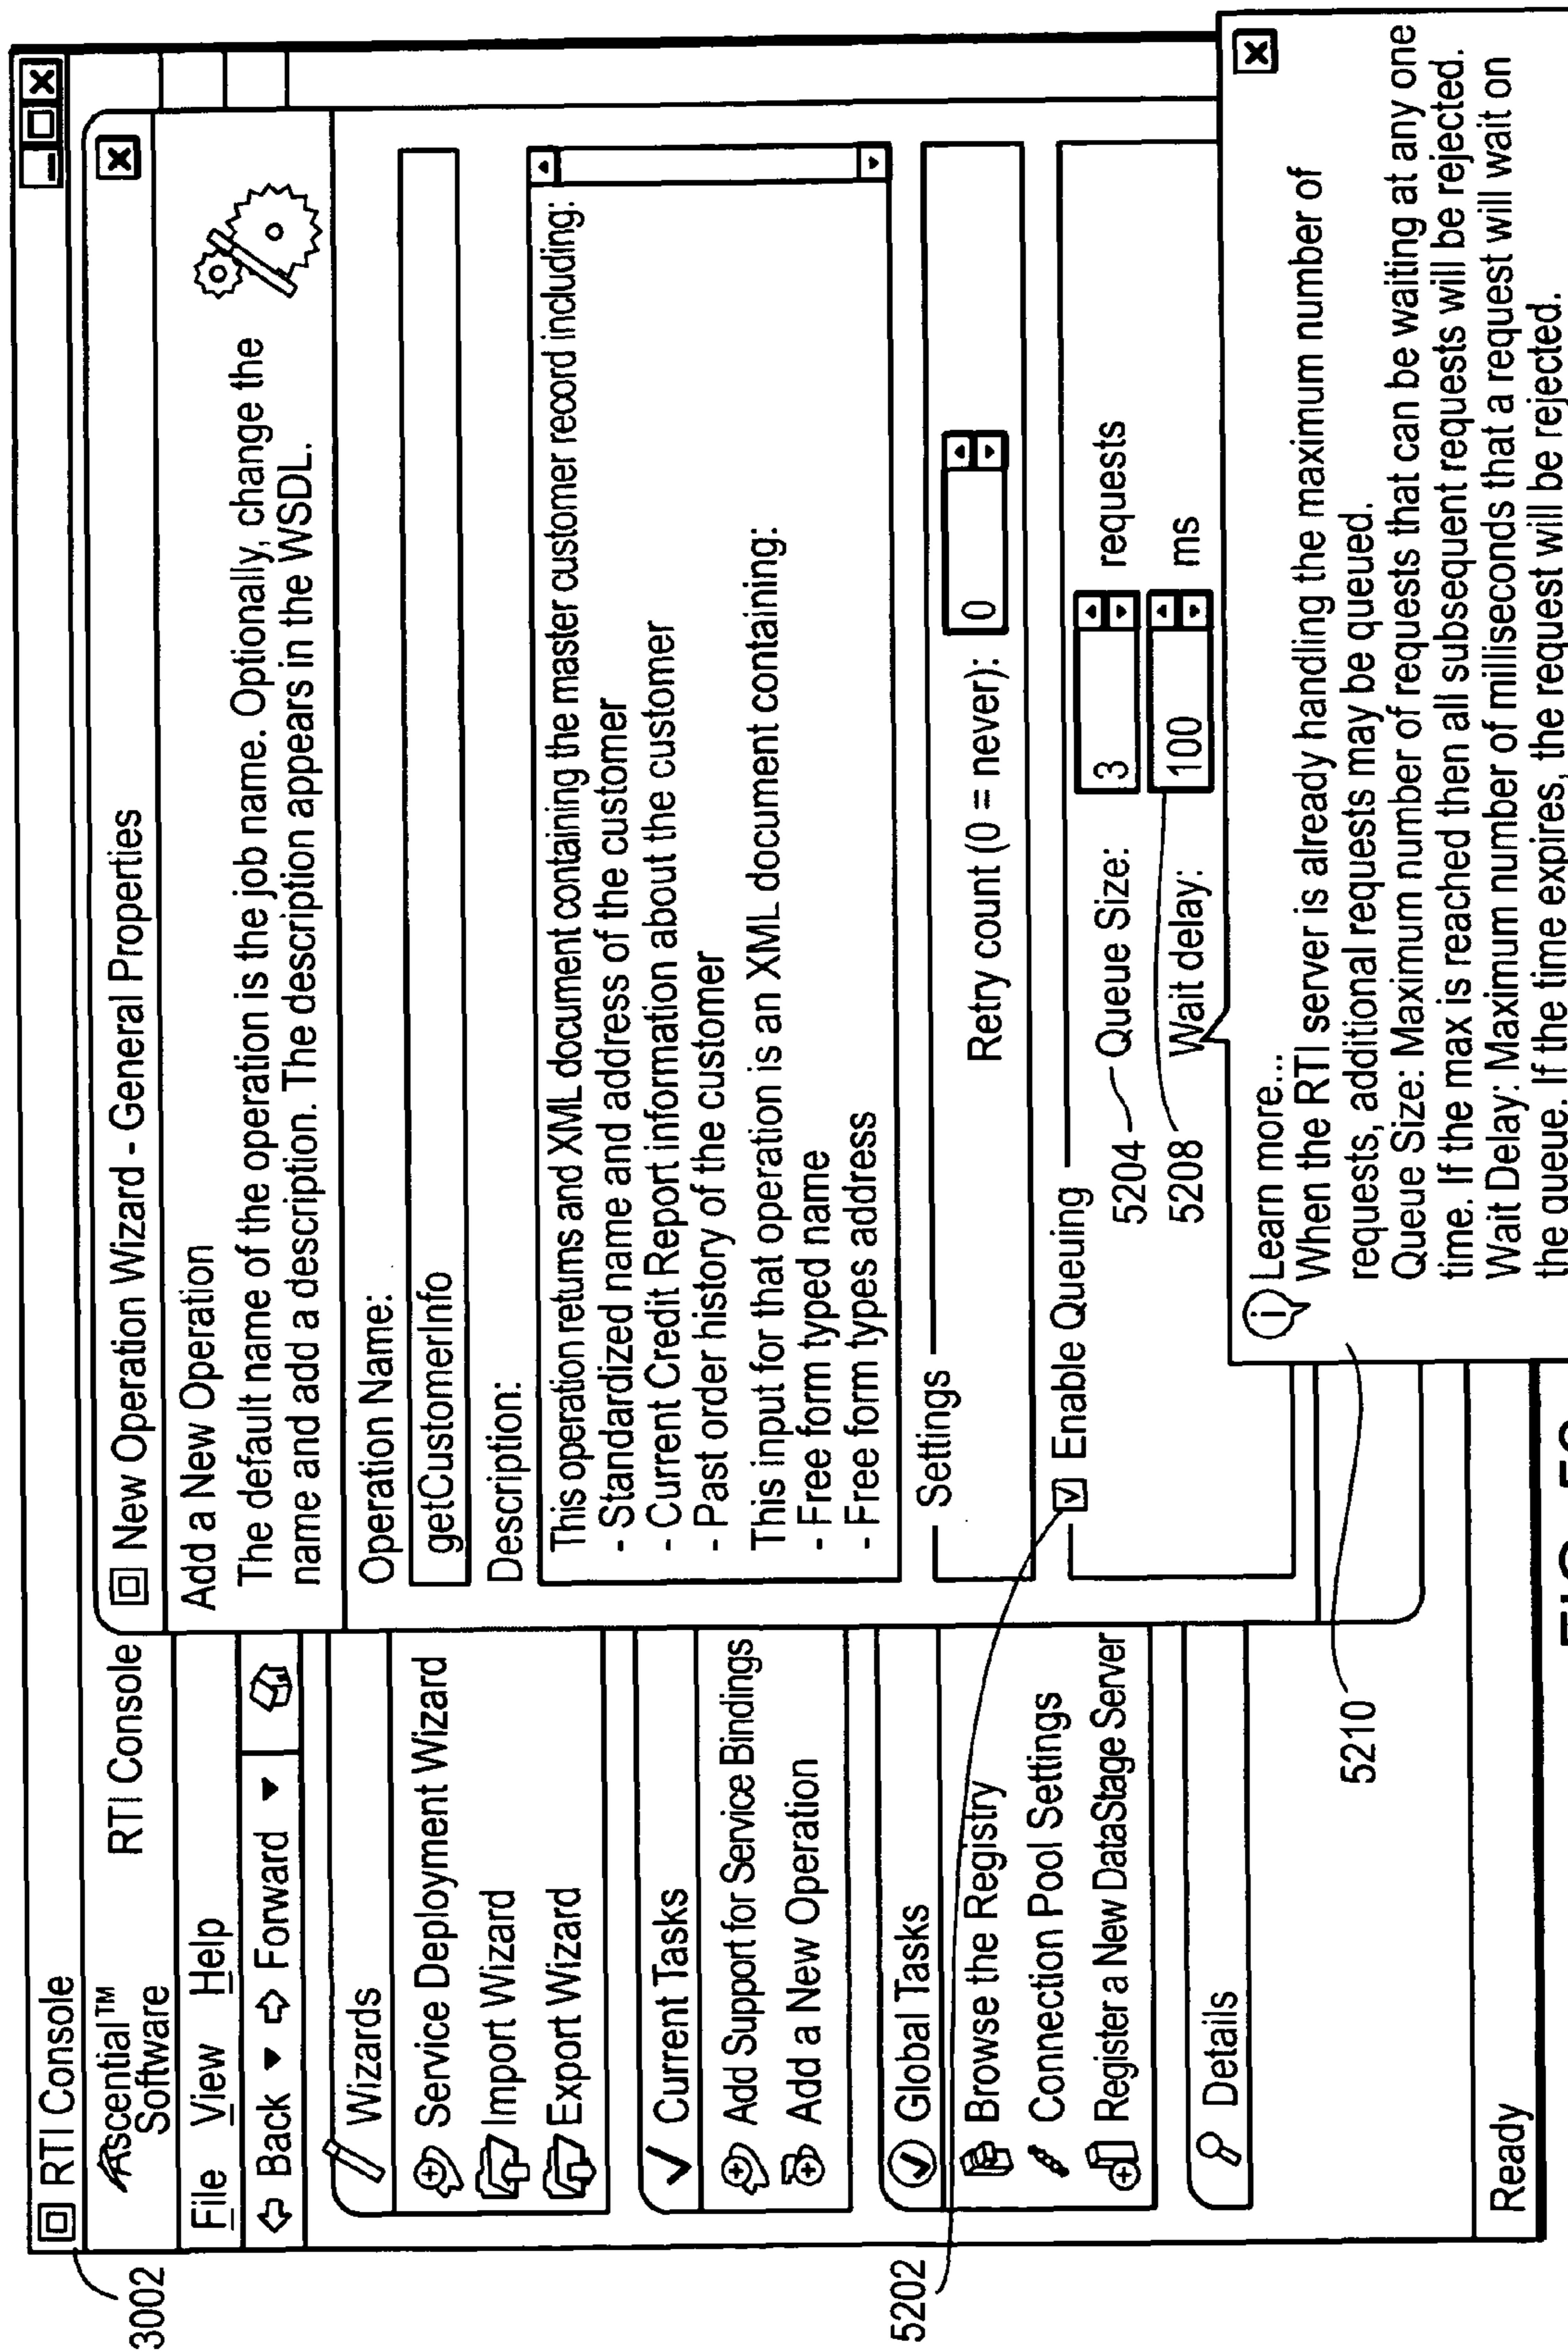 RTI Console
Ascential™
Software
RTI Console
File View Help
Back Forward
Wizards
Service Deployment Wizard
Import Wizard
Export Wizard
Current Tasks
Add Support for Service Bindings
Add a New Operation
Global Tasks
Browse the Registry
Connection Pool Settings
Register a New DataStage Server
Details
Ready
New Operation Wizard - General Properties
Add a New Operation
The default name of the operation is the job name. Optionally, change the
name and add a description. The description appears in the WSDL.
Operation Name:
getCustomerInfo
Description:
This operation returns and XML document containing the master customer record including:
- Standardized name and address of the customer
- Current Credit Report information about the customer
- Past order history of the customer
This input for that operation is an XML document containing:
- Free form typed name
- Free form types address
Settings
Retry count (0 = never): 0
Enable Queuing
5204 Queue Size: 3 requests
5208 Wait delay: 100 ms
Learn more...
When the RTI server is already handling the maximum number of
requests, additional requests may be queued.
Queue Size: Maximum number of requests that can be waiting at any one
time. If the max is reached then all subsequent requests will be rejected.
Wait Delay: Maximum number of milliseconds that a request will wait on
the queue. If the time expires, the request will be rejected.
3002
5202
5210